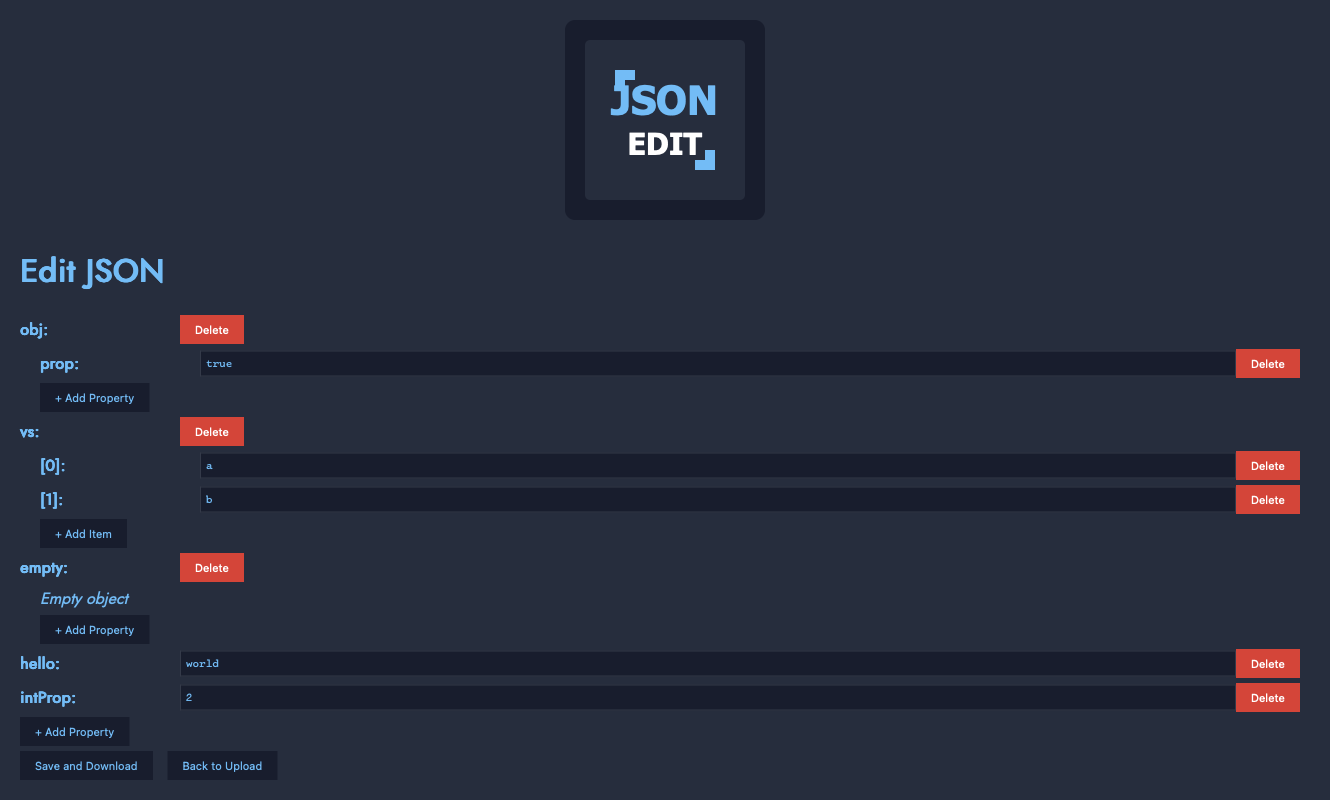 JSON
EDIT
Edit JSON
obj: Delete
prop: true Delete
+ Add Property
vs: Delete
[0]: a Delete
[1]: b Delete
+ Add Item
empty: Delete
Empty object
+ Add Property
hello: world Delete
intProp: 2 Delete
+ Add Property
Save and Download Back to Upload